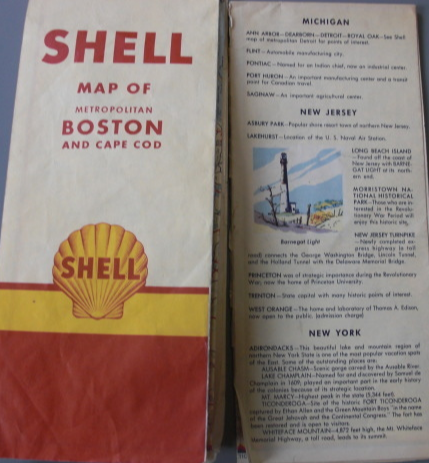 SHELL
MAP OF
METROPOLITAN
BOSTON
AND CAPE COD
SHELL
MICHIGAN
ANN ARBOR—DEARBORN—DETROIT—ROYAL OAK—See Shell
map of metropolitan Detroit for points of interest.
FLINT—Automobile manufacturing city.
PONTIAC—Named for an Indian chief, now an industrial center.
PORT HURON—An important manufacturing center and a transit
point for Canadian travel.
SAGINAW—An important agricultural center.
NEW JERSEY
ASBURY PARK—Popular shore resort town of northern New Jersey.
LAKEHURST—Location of the U. S. Naval Air Station.
LONG BEACH ISLAND
—Found off the coast of
New Jersey with BARNE-
GAT LIGHT at its north-
ern end.
MORRISTOWN NA-
TIONAL HISTORICAL
PARK—Those who are in-
terested in the Revolu-
tionary War Period will
enjoy this historic site.
Barnegat Light
NEW JERSEY TURNPIKE
—Newly completed ex-
press highway (a toll
road) connects the George Washington Bridge, Lincoln Tunnel,
and the Holland Tunnel with the Delaware Memorial Bridge.
PRINCETON was of strategic importance during the Revolutionary
War; now the home of Princeton University.
TRENTON—State capital with many historic points of interest.
WEST ORANGE—The home and laboratory of Thomas A. Edison,
now open to the public. (admission charge)
NEW YORK
ADIRONDACKS—This beautiful lake and mountain region of
northern New York State is one of the most popular vacation spots
of the East. Some of the outstanding places are:
AUSABLE CHASM—Scenic gorge carved by the Ausable River.
LAKE CHAMPLAIN—Named for and discovered by Samuel de
Champlain in 1609, played an important part in the early history
of the colonies because of its strategic location.
MT. MARCY—Highest peak in the state (5,344 feet).
TICONDEROGA—Site of the historic FORT TICONDEROGA
captured by Ethan Allen and the Green Mountain Boys "in the name
of the Great Jehovah and the Continental Congress." The fort has
been restored and is open to visitors.
WHITEFACE MOUNTAIN—4,872 feet high, the Mt. Whiteface
Memorial Highway, a toll road, leads to its summit.